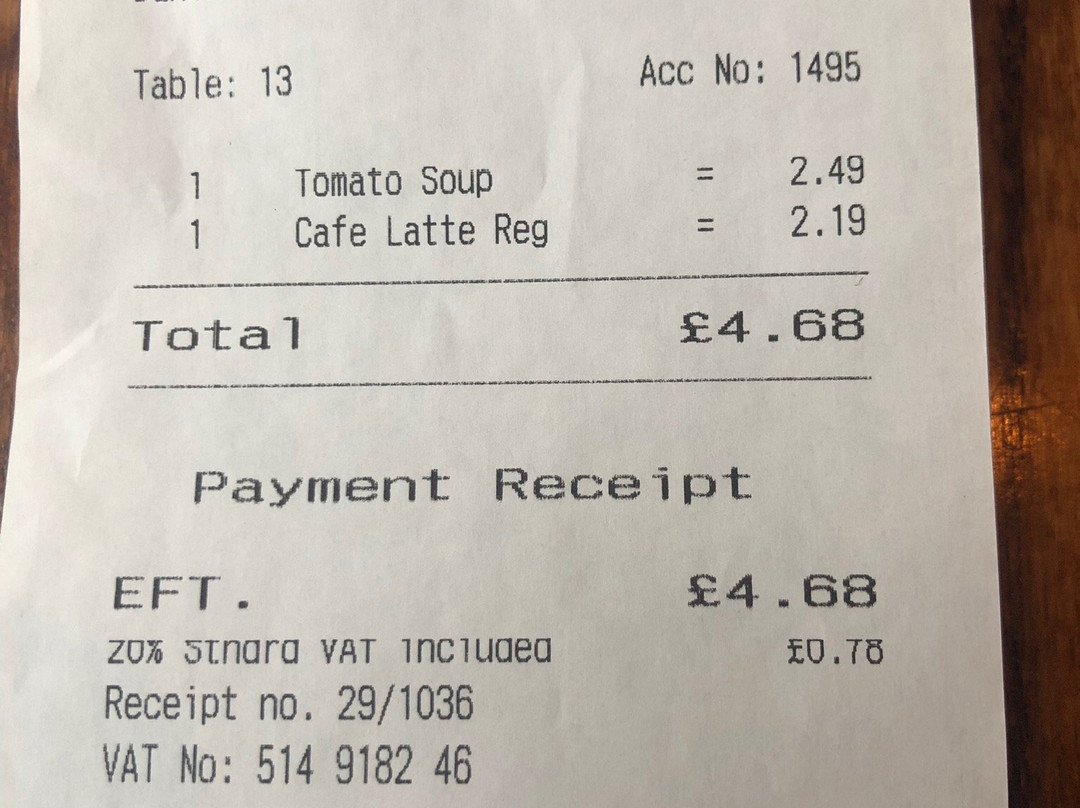 Table: 13 Acc No: 1495
1 Tomato Soup = 2.49
1 Cafe Latte Reg = 2.19
Total £4.68
Payment Receipt
EFT. £4.68
20% Stndrd VAT included £0.78
Receipt no. 29/1036
VAT No: 514 9182 46